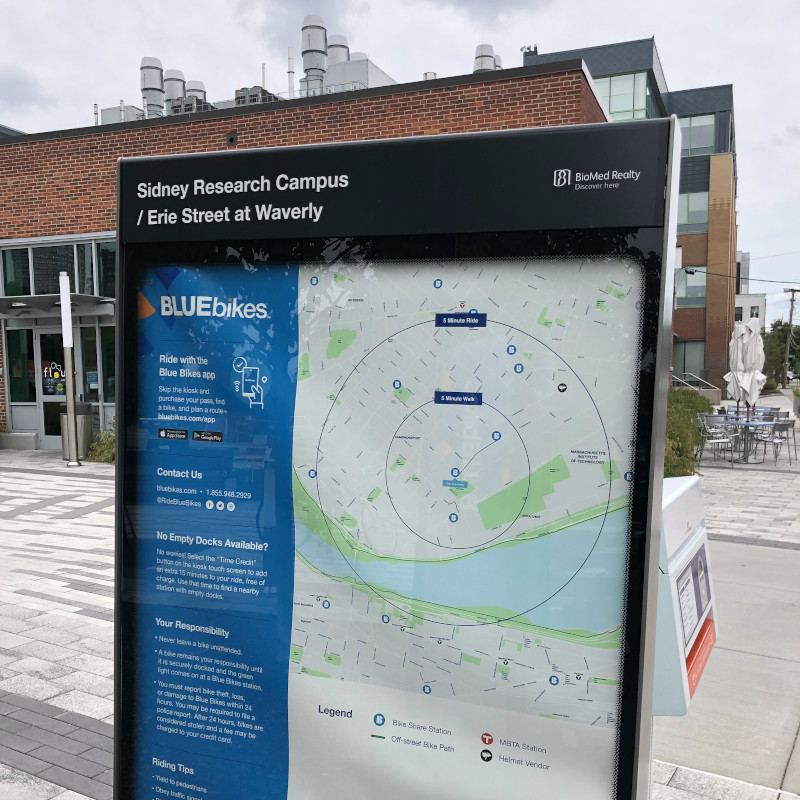 Sidney Research Campus
/ Erie Street at Waverly
BioMed Realty
Discover here
BLUEbikes
Ride with the
Blue Bikes app
Skip the kiosk and
purchase your pass, find
a bike, and plan a route–
bluebikes.com/app
App Store
Google Play
Contact Us
bluebikes.com • 1.855.948.2929
@RideBlueBikes
No Empty Docks Available?
No worries! Select the "Time Credit"
button on the kiosk touch screen to add
an extra 15 minutes to your ride, free of
charge. Use that time to find a nearby
station with empty docks.
Your Responsibility
• Never leave a bike unattended.
• A bike remains your responsibility until
it is securely docked and the green
light comes on at a Blue Bikes station.
• You must report bike theft, loss,
or damage to Blue Bikes within 24
hours. You may be required to file a
police report. After 24 hours, bikes are
considered stolen and a fee may be
charged to your credit card.
Riding Tips
• Yield to pedestrians
• Obey traffic
5 Minute Ride
5 Minute Walk
MASSACHUSETTS
INSTITUTE
OF TECHNOLOGY
Legend
Bike Share Station
Off-street Bike Path
MBTA Station
Helmet Vendor